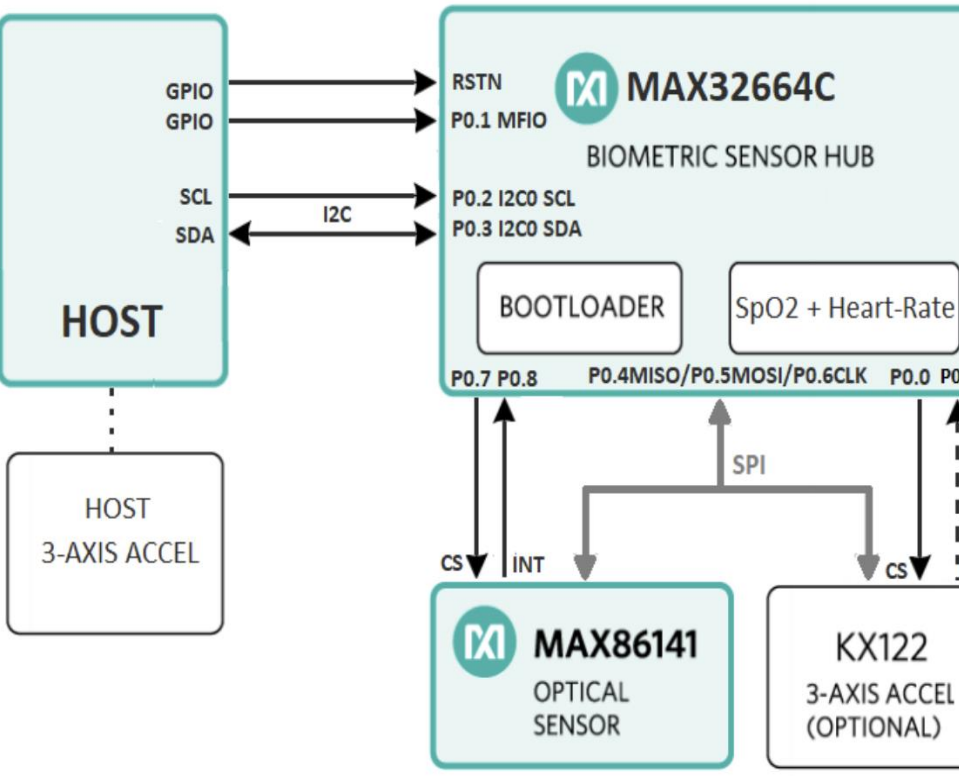 GPIO
GPIO
SCL
SDA
I2C
HOST
RSTN
P0.1 MFIO
P0.2 I2C0 SCL
P0.3 I2C0 SDA
MAX32664C
BIOMETRIC SENSOR HUB
BOOTLOADER
SpO2 + Heart-Rate
P0.7 P0.8
P0.4MISO/P0.5MOSI/P0.6CLK
P0.0
HOST
3-AXIS ACCEL
SPI
CS
INT
CS
MAX86141
OPTICAL
SENSOR
KX122
3-AXIS ACCEL
(OPTIONAL)